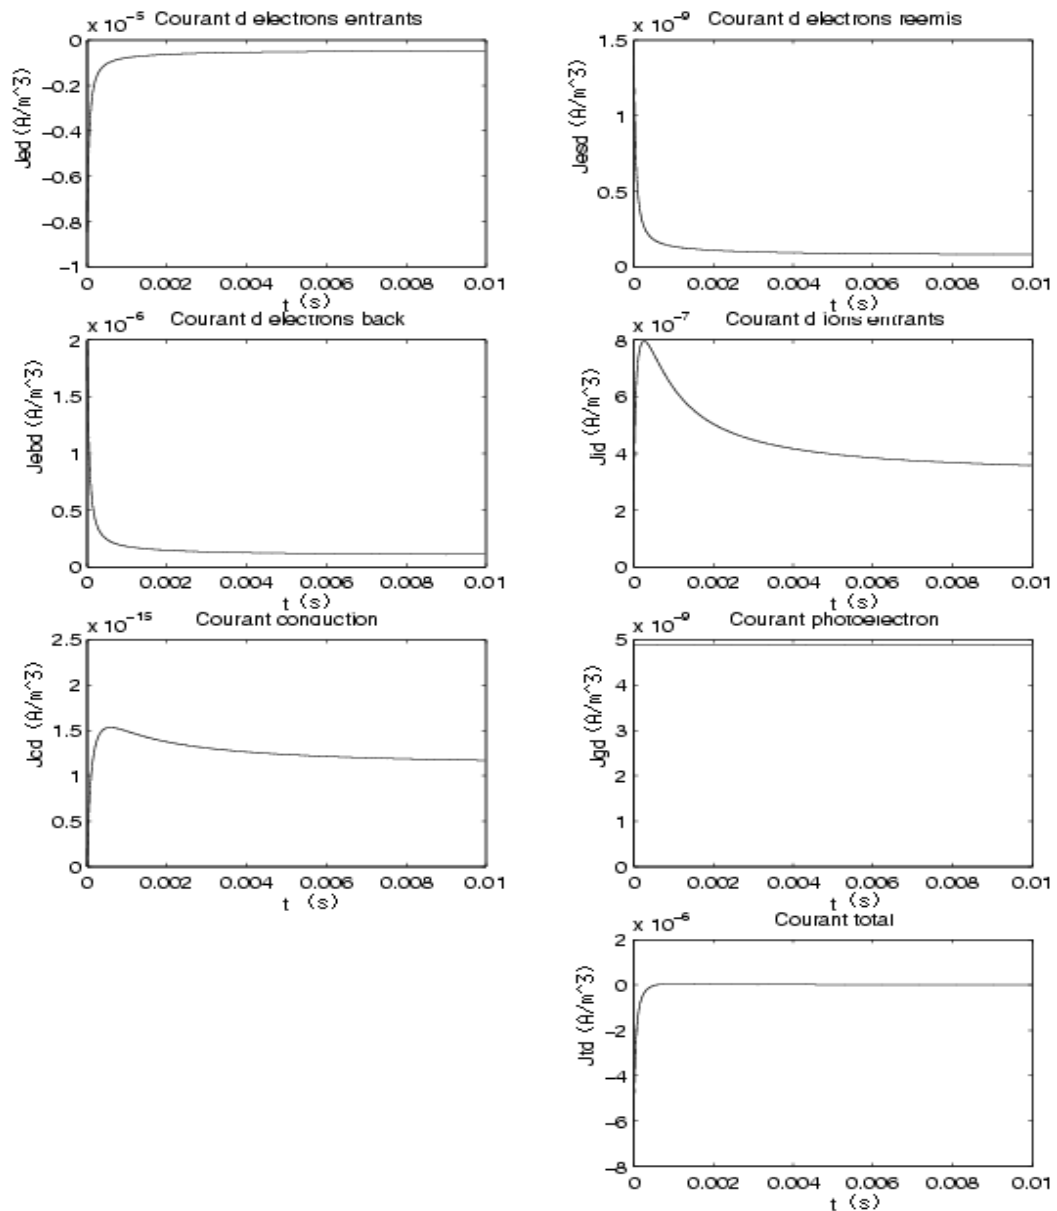 x 10⁻⁵ Courant d electrons entrants
0
−0.2
−0.4
−0.6
−0.8
−1
Jed (A/m^3)
0 0.002 0.004 0.006 0.008 0.01
t (s)
x 10⁻⁹ Courant d electrons reemis
1.5
1
0.5
0
Jesd (A/m^3)
0 0.002 0.004 0.006 0.008 0.01
t (s)
x 10⁻⁶ Courant d electrons back
2
1.5
1
0.5
0
Jebd (A/m^3)
0 0.002 0.004 0.006 0.008 0.01
t (s)
x 10⁻⁷ Courant d ions entrants
8
6
4
2
0
Jid (A/m^3)
0 0.002 0.004 0.006 0.008 0.01
t (s)
x 10⁻¹⁵ Courant conduction
2.5
2
1.5
1
0.5
0
Jcd (A/m^3)
0 0.002 0.004 0.006 0.008 0.01
t (s)
x 10⁻⁹ Courant photoelectron
5
4
3
2
1
0
Jgd (A/m^3)
0 0.002 0.004 0.006 0.008 0.01
t (s)
x 10⁻⁶ Courant total
2
0
−2
−4
−6
−8
Jtd (A/m^3)
0 0.002 0.004 0.006 0.008 0.01
t (s)